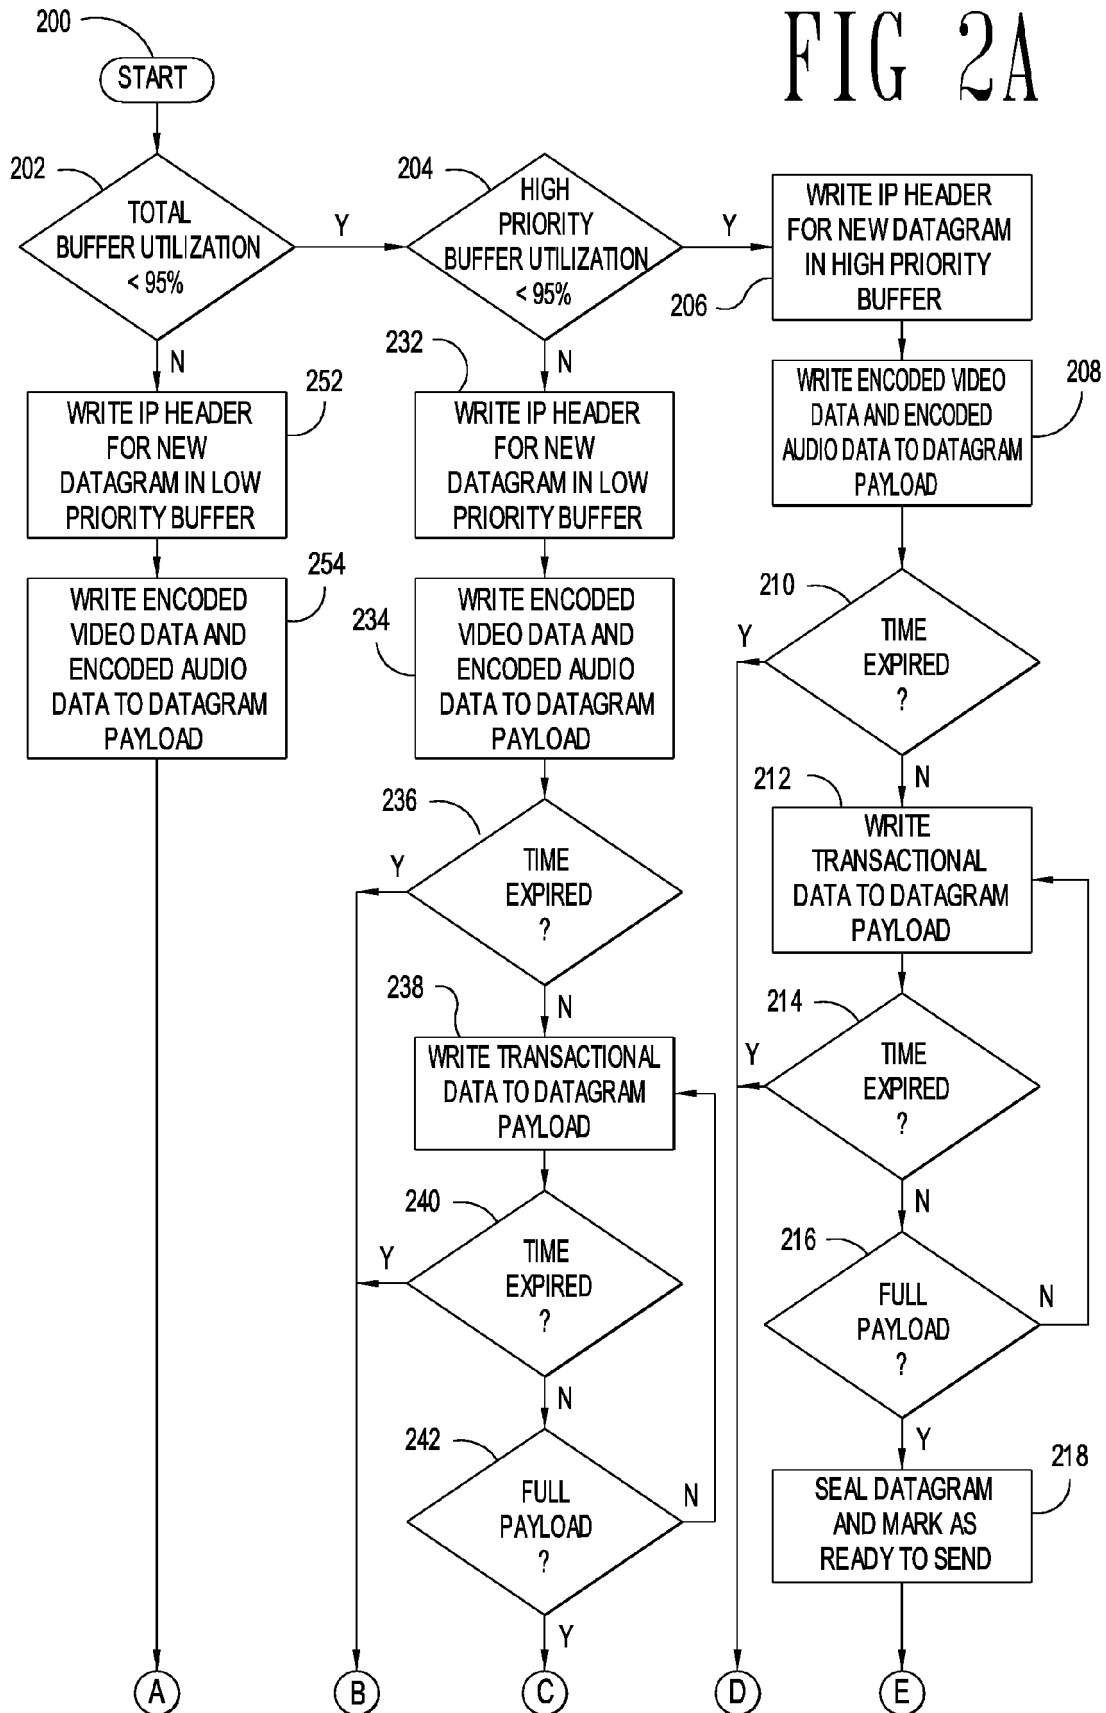 FIG 2A
200
START
202
TOTAL
BUFFER UTILIZATION
< 95%
Y
N
204
HIGH
PRIORITY
BUFFER UTILIZATION
< 95%
Y
N
WRITE IP HEADER
FOR NEW DATAGRAM
IN HIGH PRIORITY
BUFFER
206
252
WRITE IP HEADER
FOR NEW
DATAGRAM IN LOW
PRIORITY BUFFER
232
WRITE IP HEADER
FOR NEW
DATAGRAM IN LOW
PRIORITY BUFFER
208
WRITE ENCODED VIDEO
DATA AND ENCODED
AUDIO DATA TO DATAGRAM
PAYLOAD
254
WRITE ENCODED
VIDEO DATA AND
ENCODED AUDIO
DATA TO DATAGRAM
PAYLOAD
234
WRITE ENCODED
VIDEO DATA AND
ENCODED AUDIO
DATA TO DATAGRAM
PAYLOAD
210
TIME
EXPIRED
?
Y
N
212
WRITE
TRANSACTIONAL
DATA TO DATAGRAM
PAYLOAD
236
TIME
EXPIRED
?
Y
N
238
WRITE TRANSACTIONAL
DATA TO DATAGRAM
PAYLOAD
214
TIME
EXPIRED
?
Y
N
240
TIME
EXPIRED
?
Y
N
216
FULL
PAYLOAD
?
N
Y
242
FULL
PAYLOAD
?
N
Y
218
SEAL DATAGRAM
AND MARK AS
READY TO SEND
A
B
C
D
E